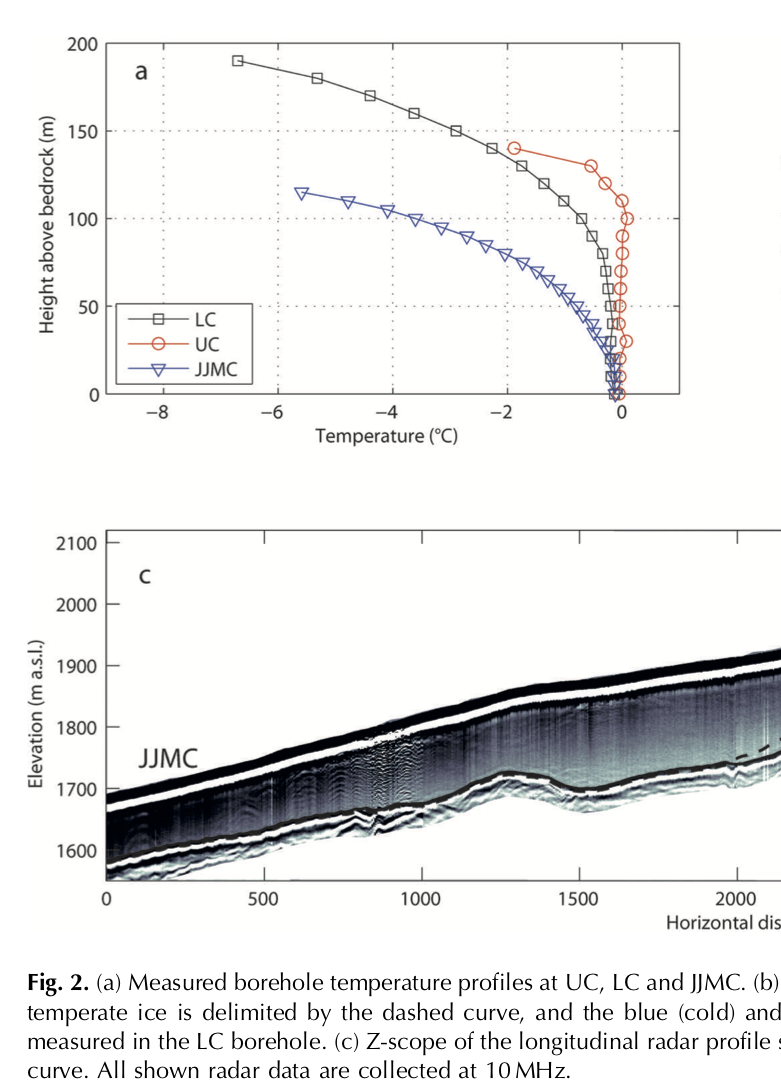 200
150
100
50
0
Height above bedrock (m)
a
LC
UC
JJMC
−8 −6 −4 −2 0
Temperature (°C)
2100
2000
1900
1800
1700
1600
Elevation (m a.s.l.)
c
JJMC
0 500 1000 1500 2000
Horizontal dis
Fig. 2. (a) Measured borehole temperature profiles at UC, LC and JJMC. (b)
temperate ice is delimited by the dashed curve, and the blue (cold) and
measured in the LC borehole. (c) Z-scope of the longitudinal radar profile s
curve. All shown radar data are collected at 10 MHz.